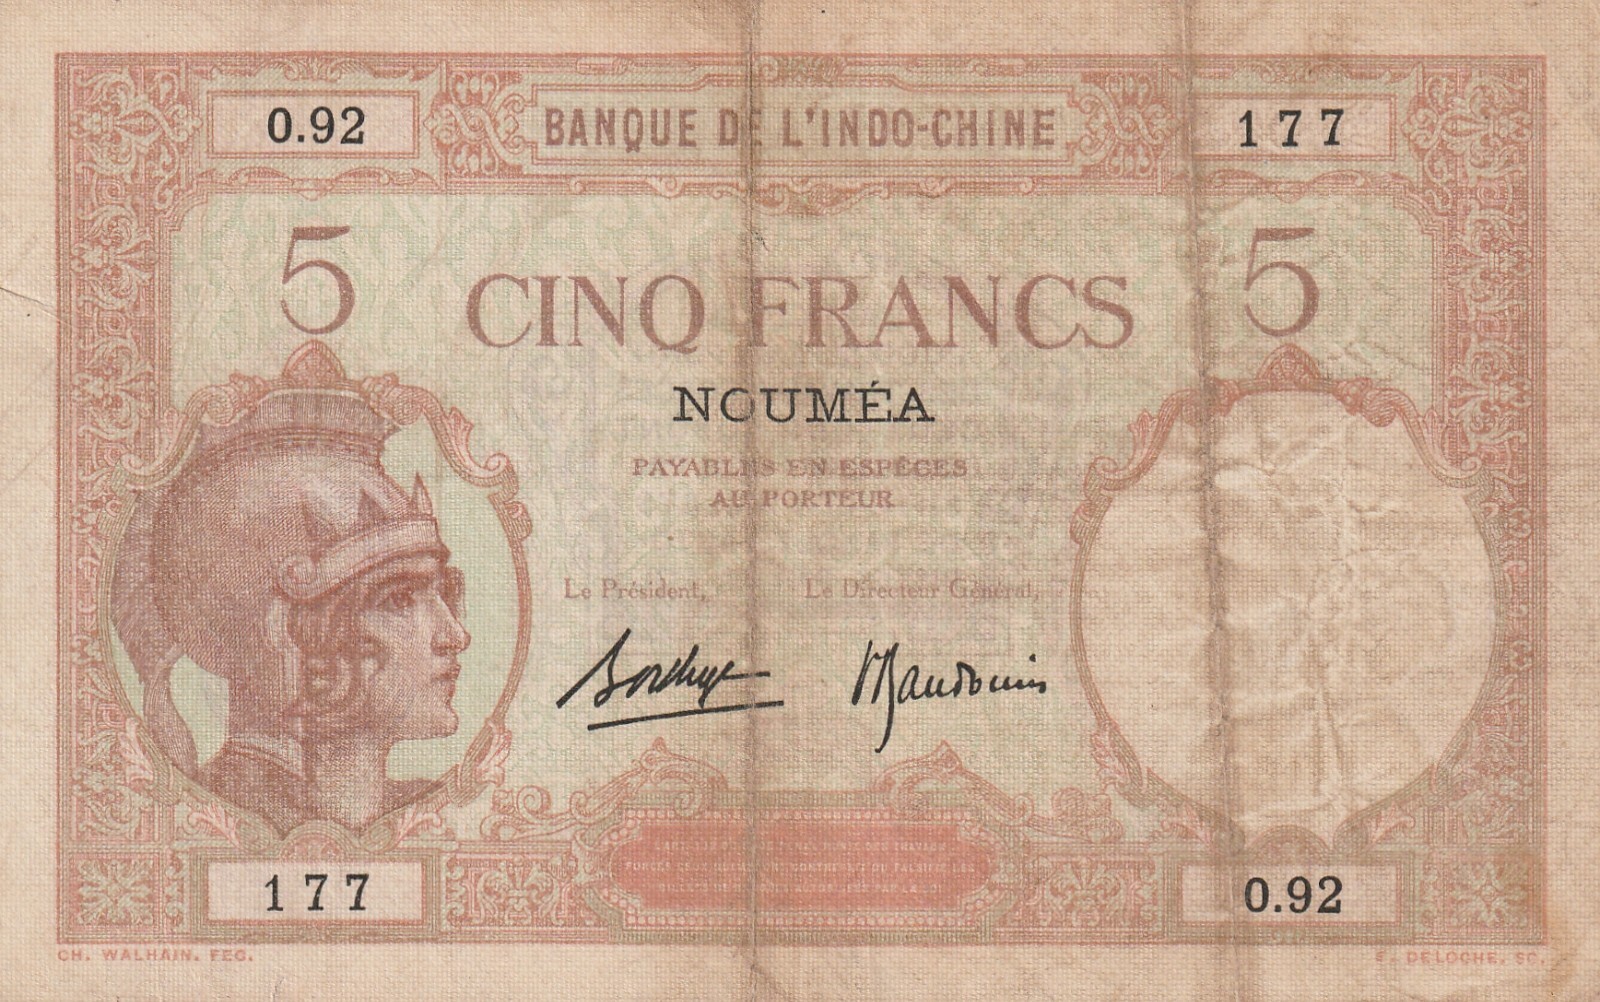 0.92 BANQUE DE L'INDO-CHINE 177
5 5
CINQ FRANCS
NOUMÉA
PAYABLES EN ESPÈCES
AU PORTEUR
Le Président, Le Directeur Général,
177 0.92
CH. WALHAIN. FEC. E. DELOCHE. SC.